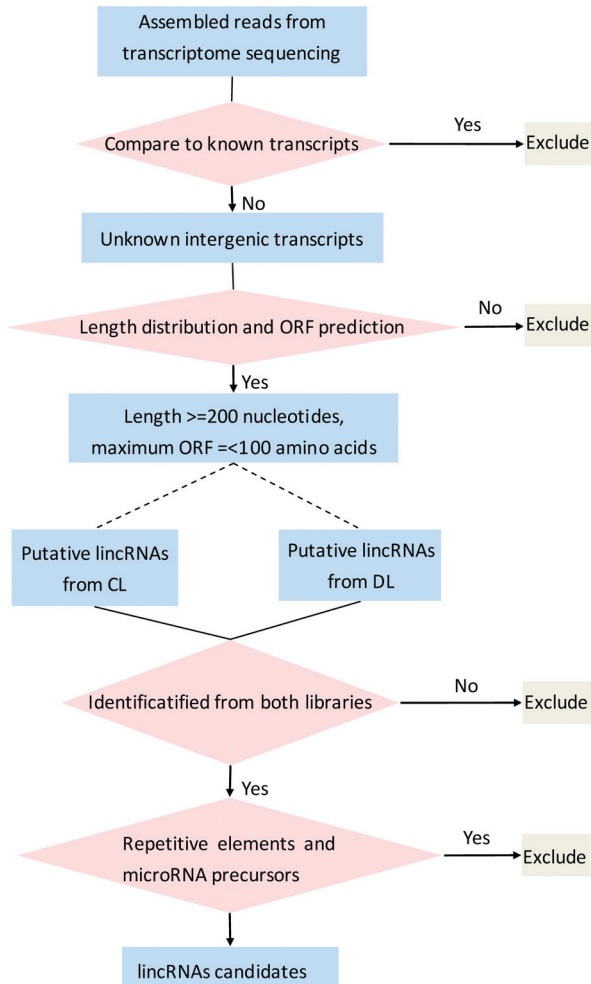 Assembled reads from
transcriptome sequencing
Compare to known transcripts
Yes
Exclude
No
Unknown intergenic transcripts
Length distribution and ORF prediction
No
Exclude
Yes
Length >=200 nucleotides,
maximum ORF =<100 amino acids
Putative lincRNAs
from CL
Putative lincRNAs
from DL
Identificatified from both libraries
No
Exclude
Yes
Repetitive elements and
microRNA precursors
Yes
Exclude
lincRNAs candidates